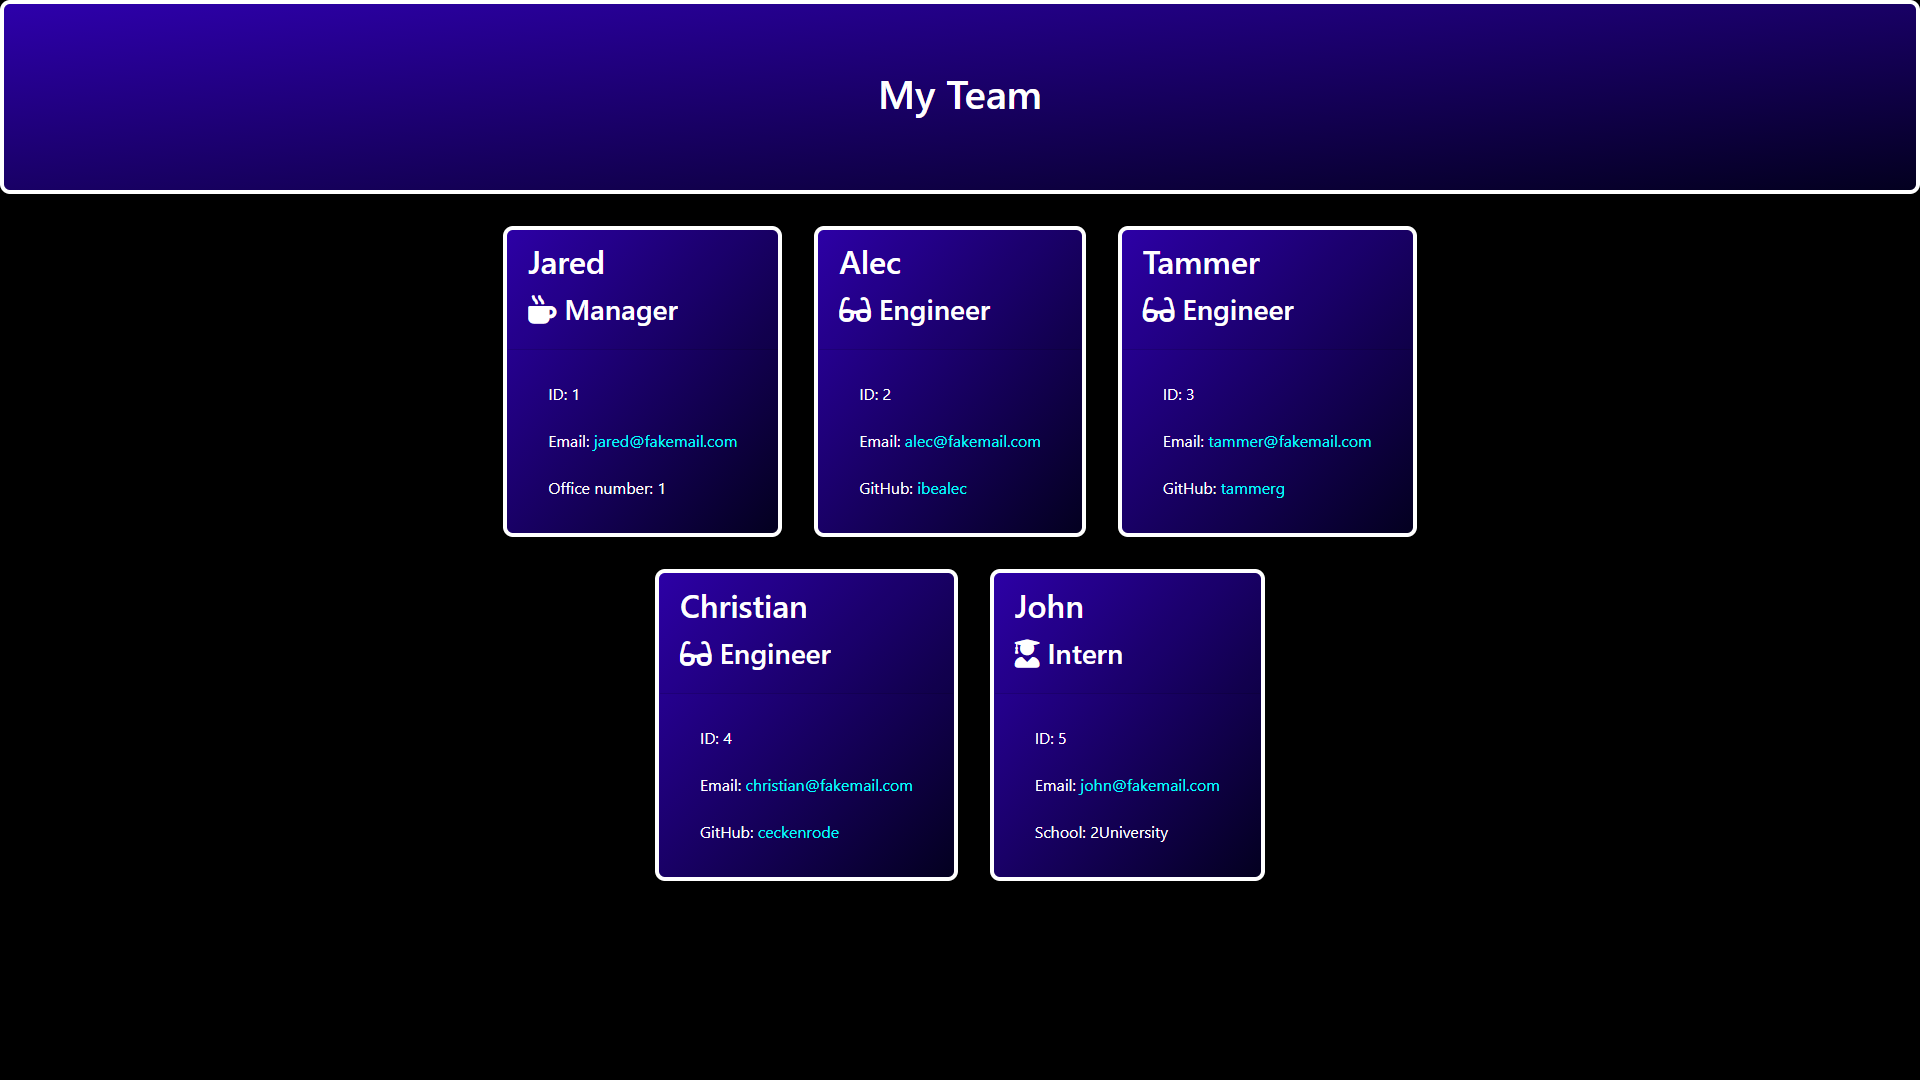 My Team
Jared
Manager
ID: 1
Email: jared@fakemail.com
Office number: 1
Alec
Engineer
ID: 2
Email: alec@fakemail.com
GitHub: ibealec
Tammer
Engineer
ID: 3
Email: tammer@fakemail.com
GitHub: tammerg
Christian
Engineer
ID: 4
Email: christian@fakemail.com
GitHub: ceckenrode
John
Intern
ID: 5
Email: john@fakemail.com
School: 2University